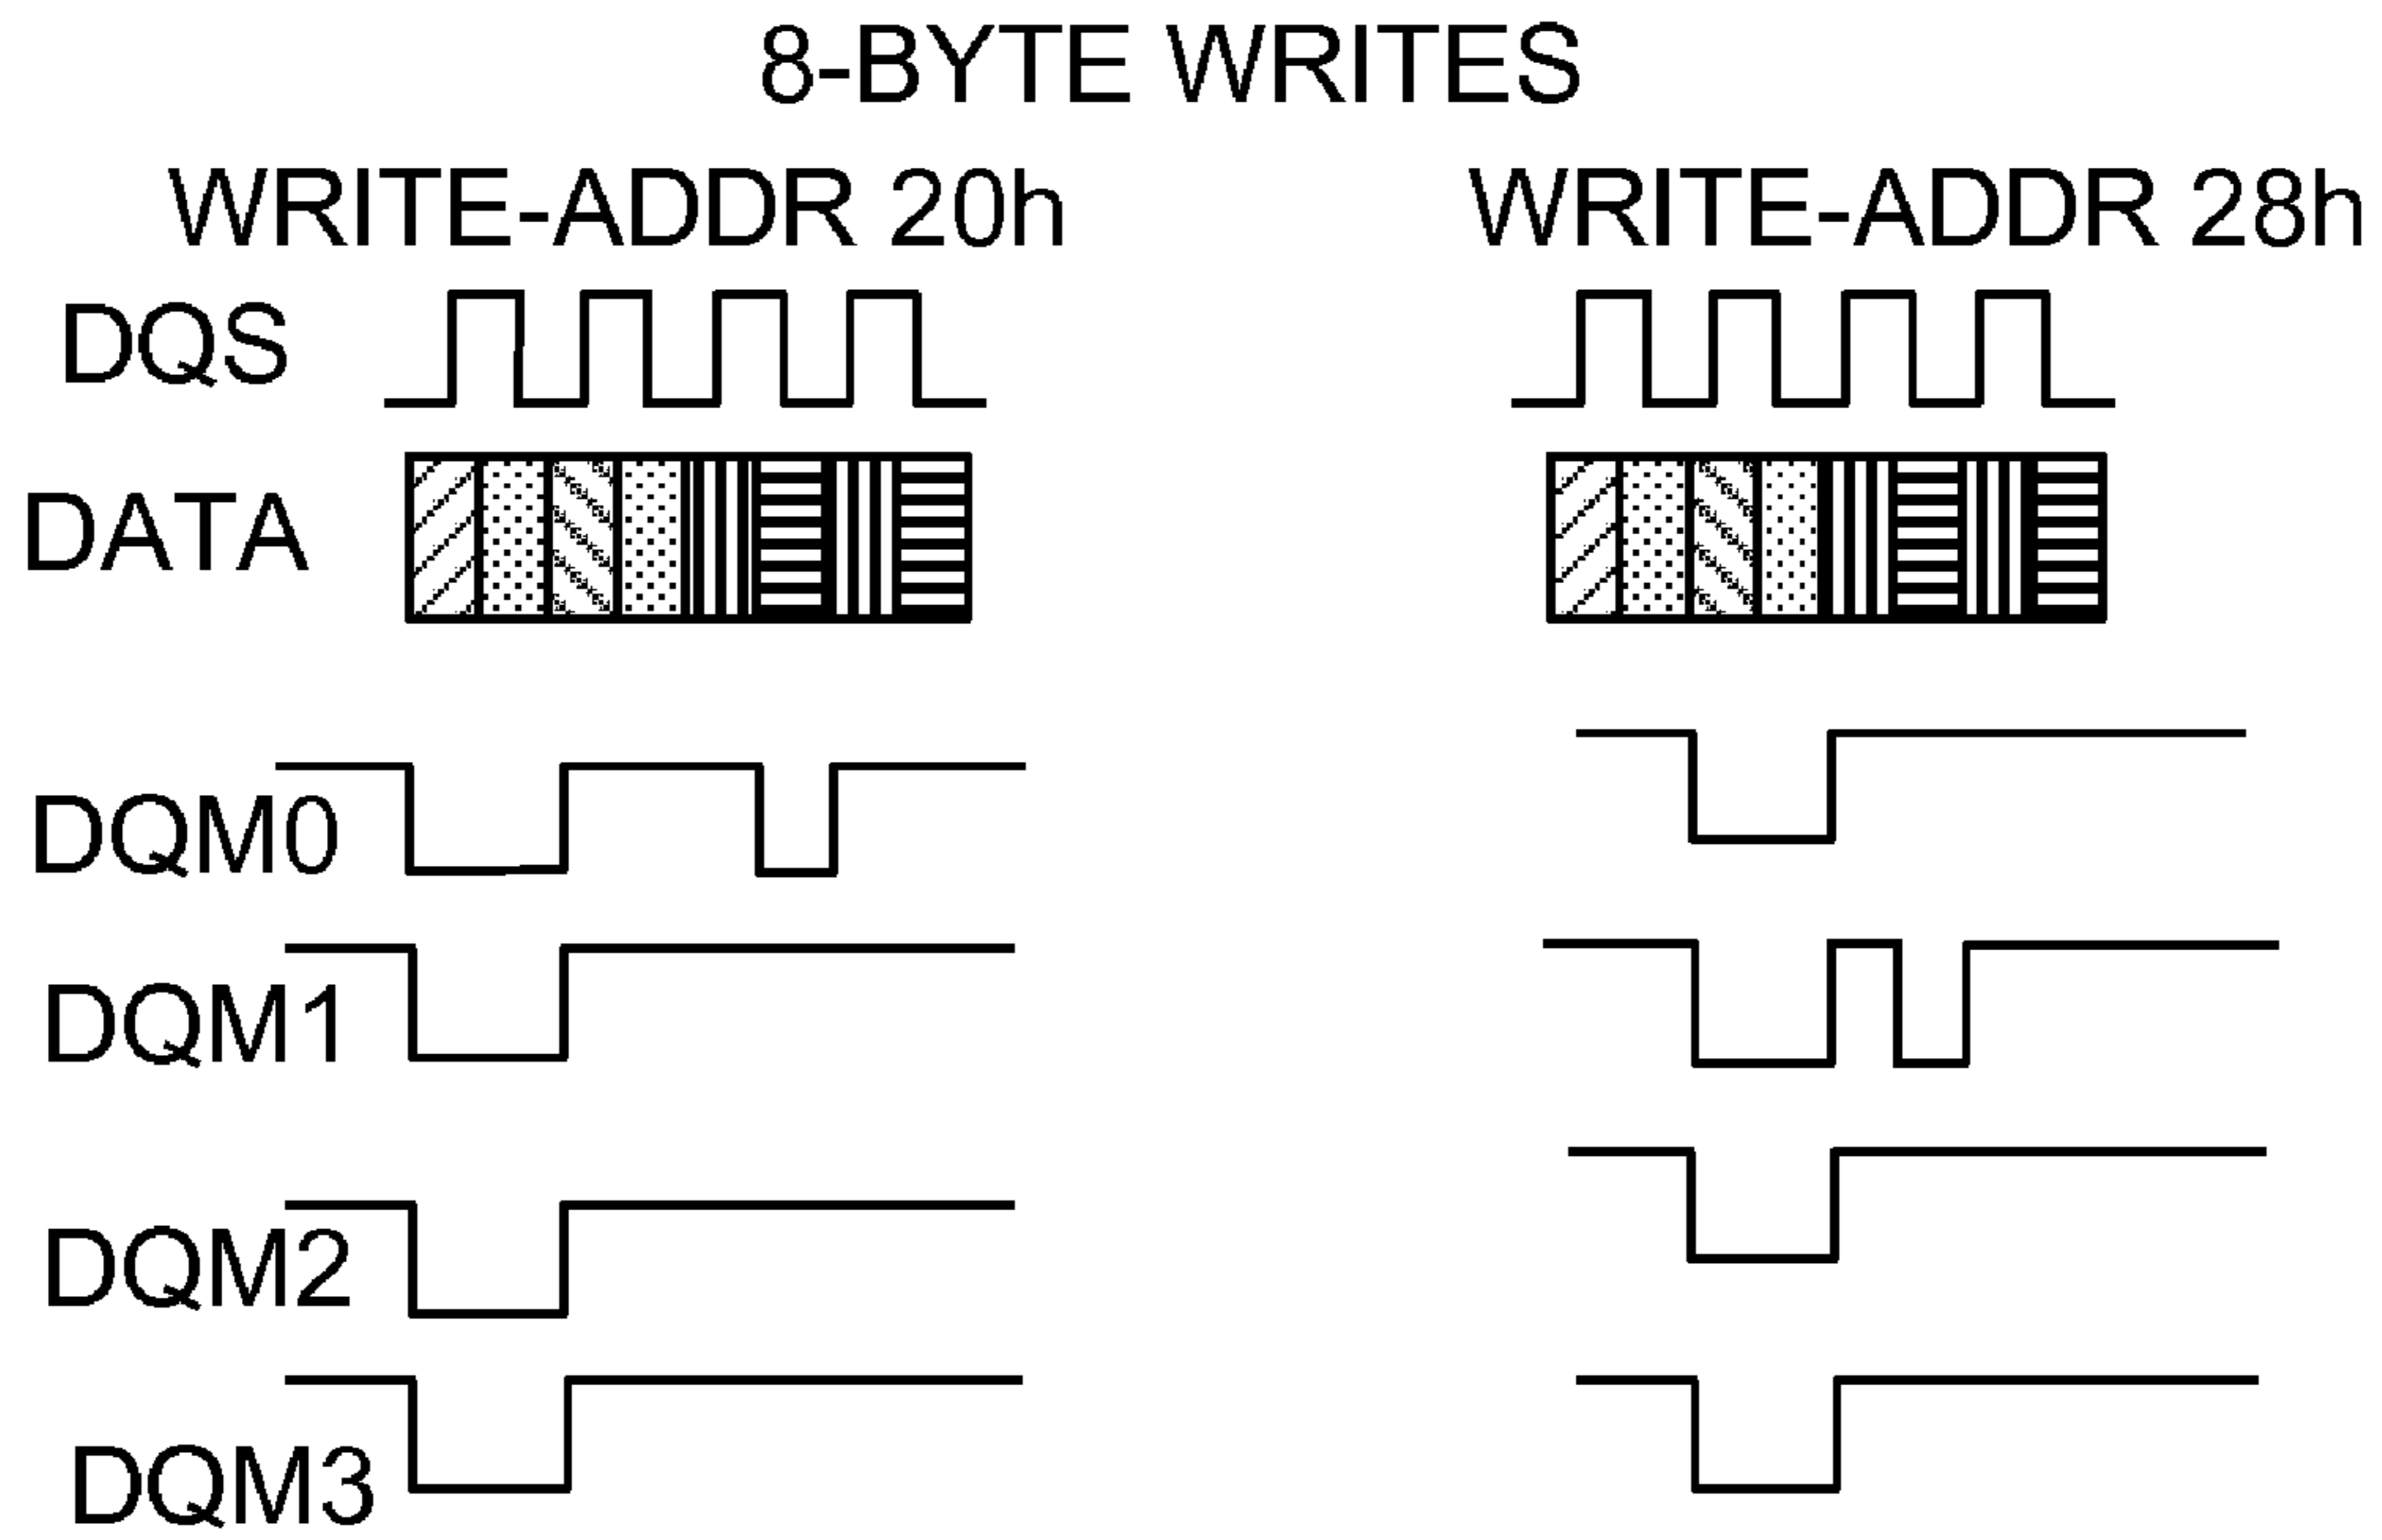 8-BYTE WRITES
WRITE-ADDR 20h
WRITE-ADDR 28h
DQS
DATA
DQM0
DQM1
DQM2
DQM3